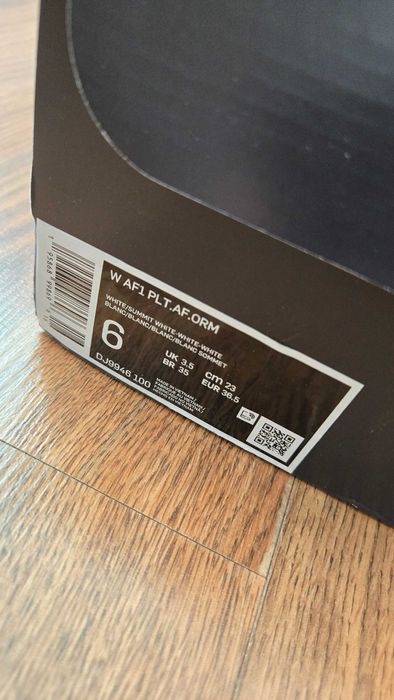 W AF1 PLT.AF.ORM
WHITE/SUMMIT WHITE-WHITE-WHITE
BLANC/BLANC/BLANC/BLANC SOMMET
6
UK 3.5 cm 23
BR 35 EUR 36.5
DJ9946 100
MADE IN VIETNAM /